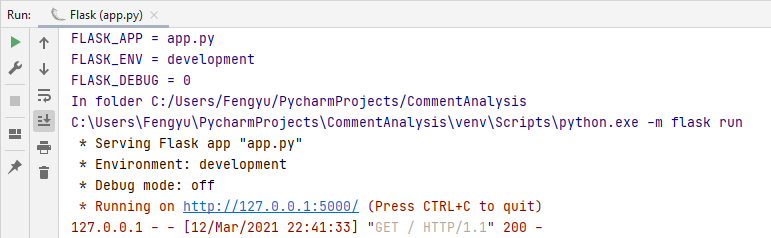 Run: Flask (app.py)
FLASK_APP = app.py
FLASK_ENV = development
FLASK_DEBUG = 0
In folder C:/Users/Fengyu/PycharmProjects/CommentAnalysis
C:\Users\Fengyu\PycharmProjects\CommentAnalysis\venv\Scripts\python.exe -m flask run
* Serving Flask app "app.py"
* Environment: development
* Debug mode: off
* Running on http://127.0.0.1:5000/ (Press CTRL+C to quit)
127.0.0.1 - - [12/Mar/2021 22:41:33] "GET / HTTP/1.1" 200 -